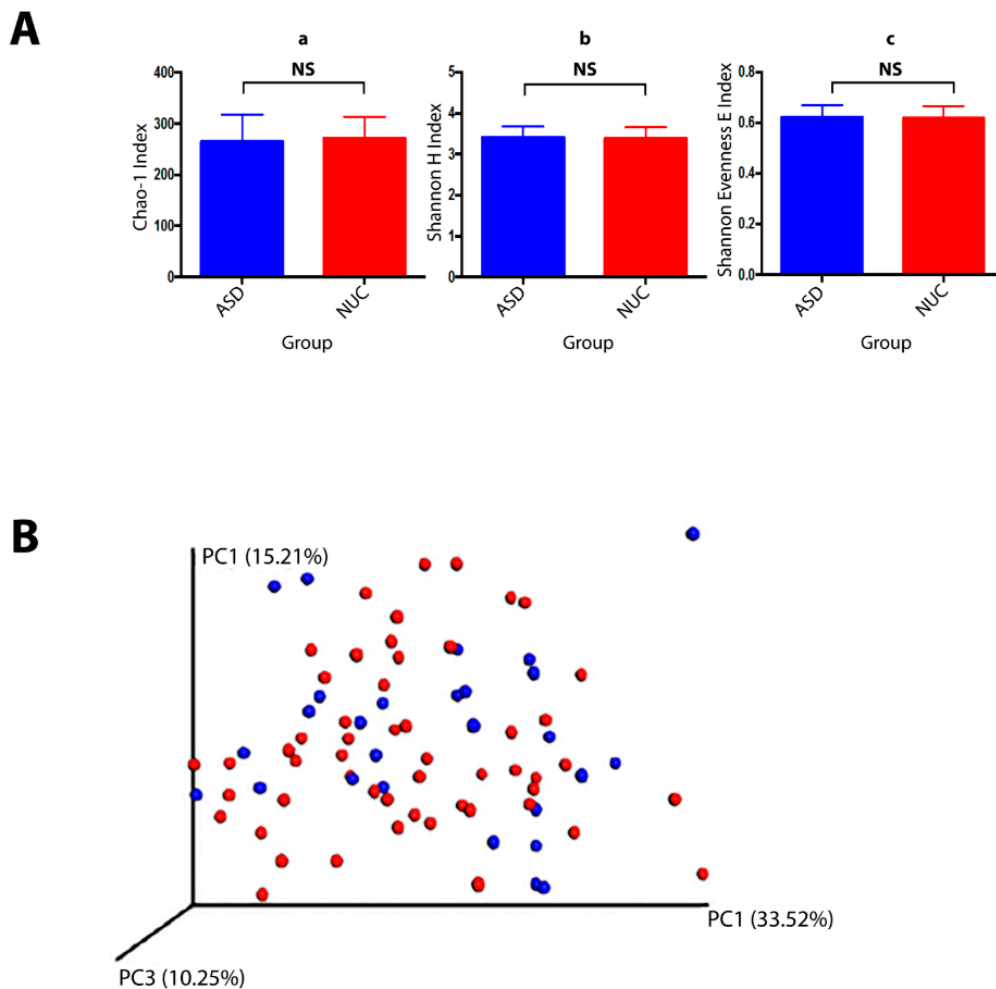 A
a
NS
400
300
200
100
0
Chao-1 Index
ASD
NUC
Group
b
NS
5
4
3
2
1
0
Shannon H Index
ASD
NUC
Group
c
NS
0.8
0.6
0.4
0.2
0.0
Shannon Evenness E Index
ASD
NUC
Group
B
PC1 (15.21%)
PC1 (33.52%)
PC3 (10.25%)